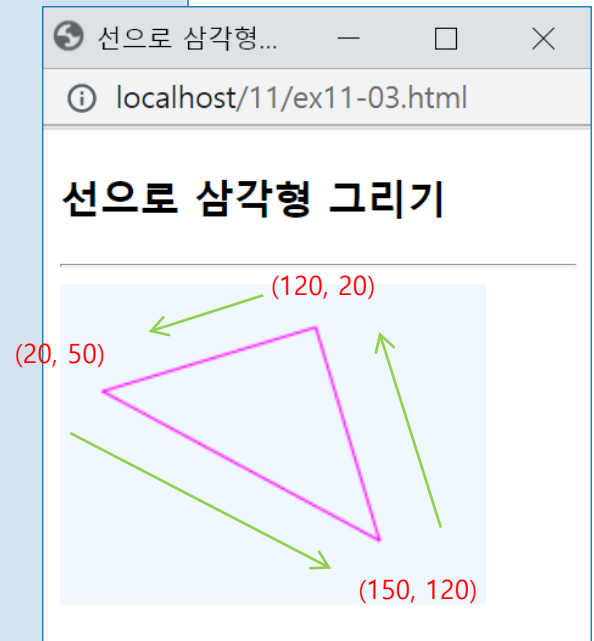 선으로 삼각형...
localhost/11/ex11-03.html
선으로 삼각형 그리기
(120, 20)
(20, 50)
(150, 120)